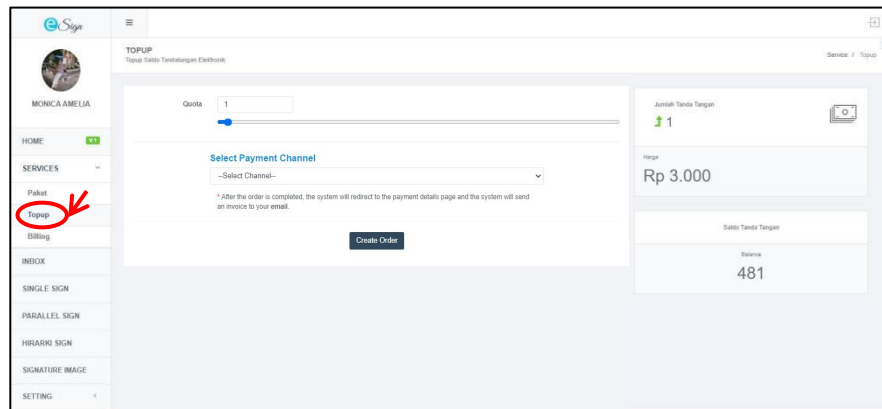 eSign
MONICA AMELIA
HOME V.1
SERVICES
Paket
Topup
Billing
INBOX
SINGLE SIGN
PARALLEL SIGN
HIRARKI SIGN
SIGNATURE IMAGE
SETTING
TOPUP
Topup Saldo Tandatangan Elektronik
Service / Topup
Quota 1
Select Payment Channel
--Select Channel--
* After the order is completed, the system will redirect to the payment details page and the system will send
an invoice to your email.
Create Order
Jumlah Tanda Tangan
1
Harga
Rp 3.000
Saldo Tanda Tangan
Balance
481